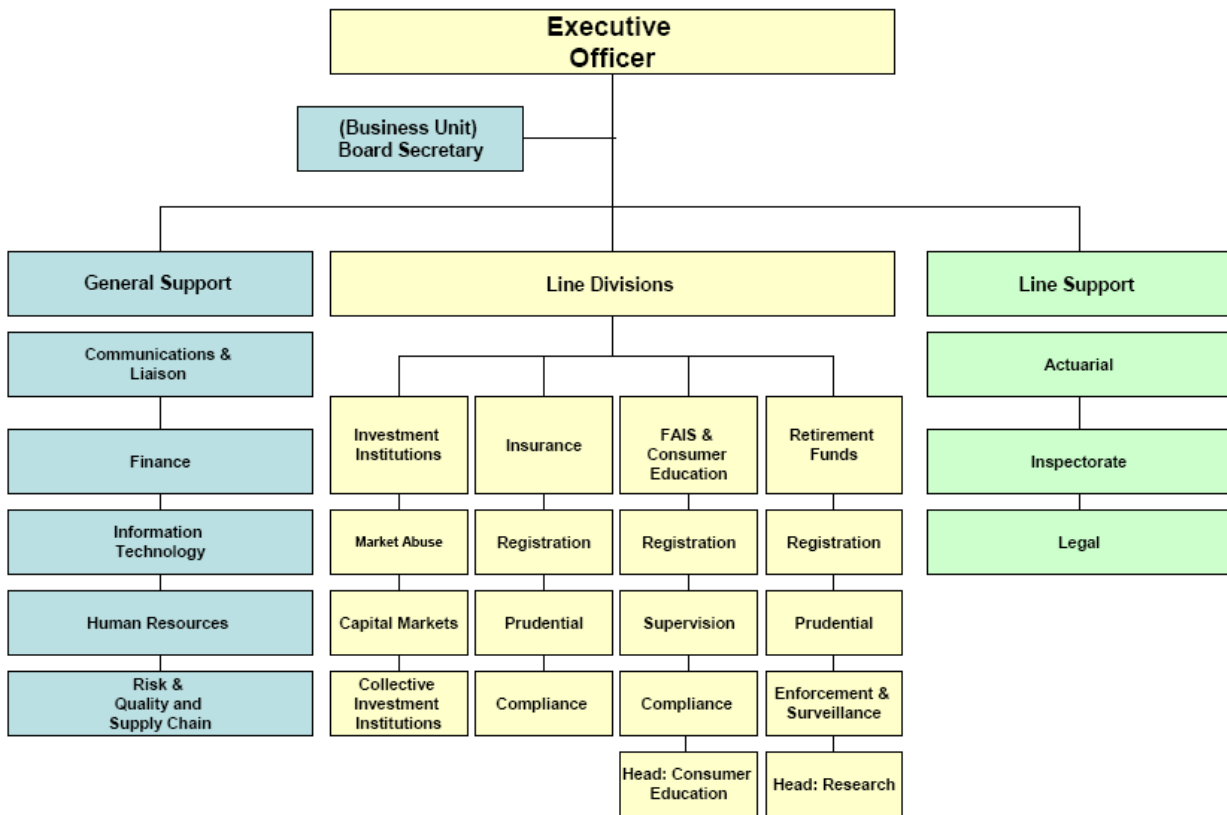 Executive
Officer
(Business Unit)
Board Secretary
General Support
Line Divisions
Line Support
Communications &
Liaison
Finance
Information
Technology
Human Resources
Risk &
Quality and
Supply Chain
Investment
Institutions
Market Abuse
Capital Markets
Collective
Investment
Institutions
Insurance
Registration
Prudential
Compliance
FAIS &
Consumer
Education
Registration
Supervision
Compliance
Head: Consumer
Education
Retirement
Funds
Registration
Prudential
Enforcement &
Surveillance
Head: Research
Actuarial
Inspectorate
Legal